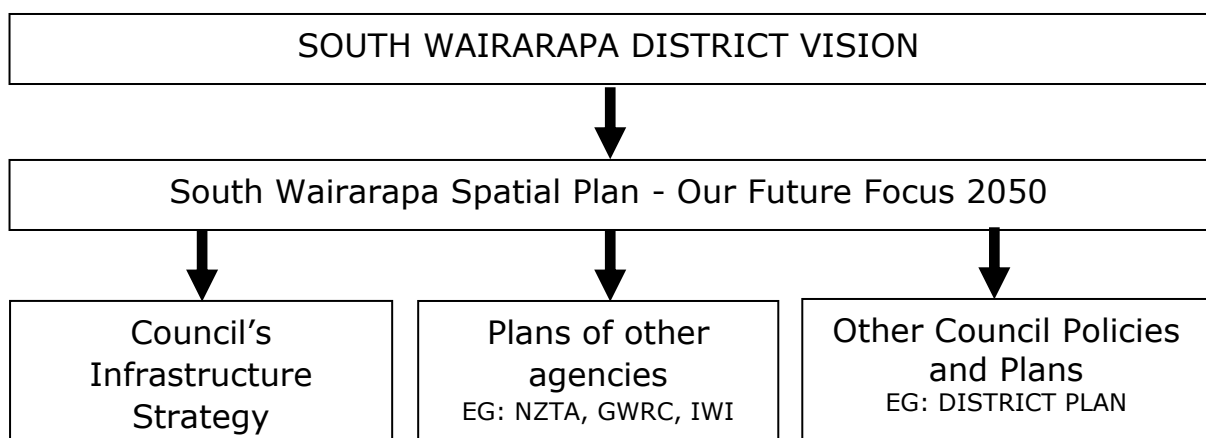 SOUTH WAIRARAPA DISTRICT VISION
South Wairarapa Spatial Plan - Our Future Focus 2050
Council’s
Infrastructure
Strategy
Plans of other
agencies
EG: NZTA, GWRC, IWI
Other Council Policies
and Plans
EG: DISTRICT PLAN